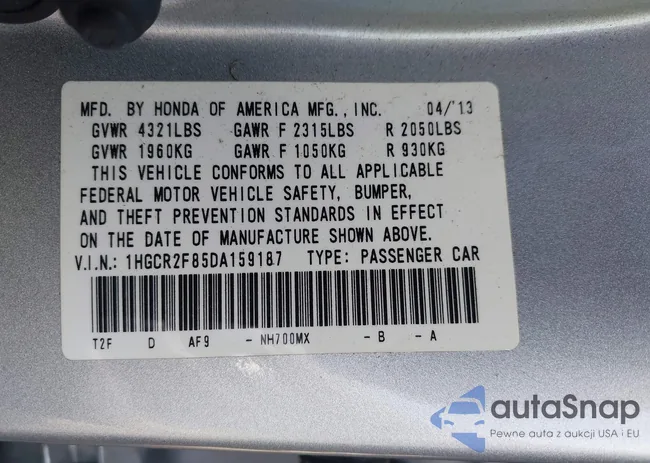 MFD. BY HONDA OF AMERICA MFG., INC. 04/'13
GVWR 4321LBS GAWR F 2315LBS R 2050LBS
GVWR 1960KG GAWR F 1050KG R 930KG
THIS VEHICLE CONFORMS TO ALL APPLICABLE
FEDERAL MOTOR VEHICLE SAFETY, BUMPER,
AND THEFT PREVENTION STANDARDS IN EFFECT
ON THE DATE OF MANUFACTURE SHOWN ABOVE.
V.I.N.: 1HGCR2F85DA159187 TYPE: PASSENGER CAR
T2F D AF9 - NH700MX - B - A
autaSnap
Pewne auta z aukcji USA i EU